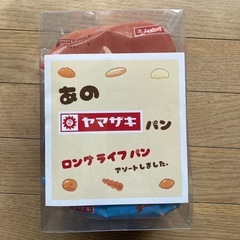 あの
ヤマザキ パン
ロングライフパン
アソートしました。